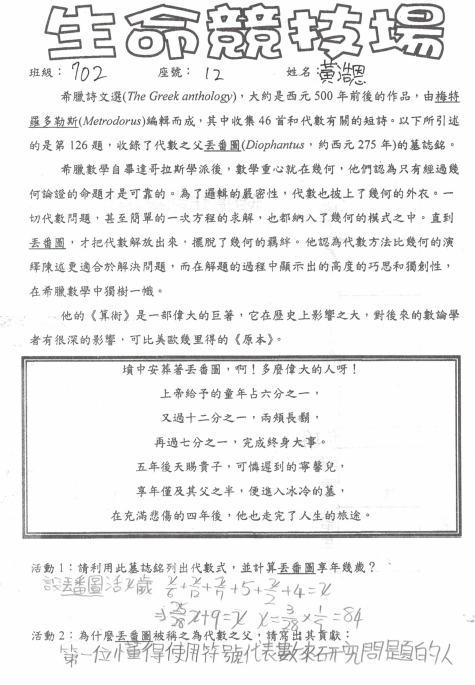 生命競技場
班級：702 座號：12 姓名 黃鴻恩
希臘詩文選(The Greek anthology)，大約是西元 500 年前後的作品，由梅特
羅多勒斯(Metrodorus)編輯而成，其中收集 46 首和代數有關的短詩。以下所引述
的是第 126 題，收錄了代數之父丟番圖(Diophantus，約西元 275 年)的墓誌銘。
希臘數學自畢達哥拉斯學派後，數學重心就在幾何，他們認為只有經過幾
何論證的命題才是可靠的。為了邏輯的嚴密性，代數也披上了幾何的外衣。一
切代數問題，甚至簡單的一次方程的求解，也都納入了幾何的模式之中。直到
丟番圖，才把代數解放出來，擺脫了幾何的羈絆。他認為代數方法比幾何的演
繹陳述更適合於解決問題，而在解題的過程中顯示出的高度的巧思和獨創性，
在希臘數學中獨樹一幟。
他的《算術》是一部偉大的巨著，它在歷史上影響之大，對後來的數論學
者有很深的影響，可比美歐幾里得的《原本》。
墳中安葬著丟番圖，啊！多麼偉大的人呀！
上帝給予的童年占六分之一，
又過十二分之一，兩頰長鬍，
再過七分之一，完成終身大事。
五年後天賜貴子，可憐遲到的寧馨兒，
享年僅及其父之半，便進入冰冷的墓，
在充滿悲傷的四年後，他也走完了人生的旅途。
活動 1：請利用此墓誌銘列出代數式，並計算丟番圖享年幾歲？
設丟番圖活x歲 x/6+x/12+x/7+5+x/2+4=x
⇒ 25/28x+9=x x=3/28×1/9=84
活動 2：為什麼丟番圖被稱之為代數之父，請寫出其貢獻：
第一位懂得使用符號代表數來研究問題的人